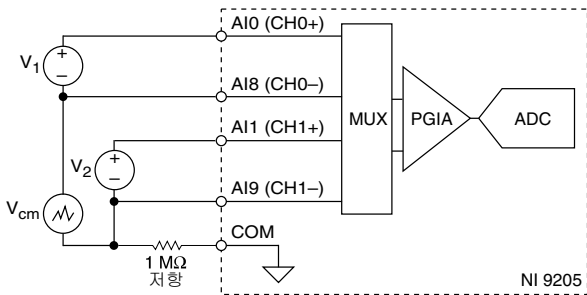 AI0 (CH0+)
V1
+
–
AI8 (CH0–)
MUX
PGIA
ADC
AI1 (CH1+)
V2
+
–
AI9 (CH1–)
Vcm
COM
1 MΩ
저항
NI 9205